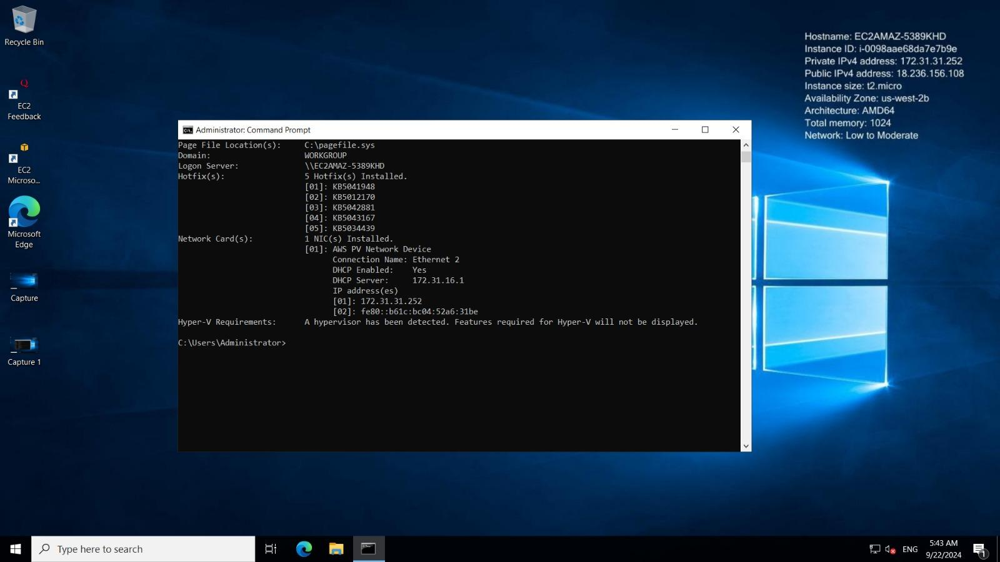 Recycle Bin
EC2
Feedback
EC2
Microso...
Microsoft
Edge
Capture
Capture 1
Hostname: EC2AMAZ-5389KHD
Instance ID: i-0098aae68da7e7b9e
Private IPv4 address: 172.31.31.252
Public IPv4 address: 18.236.156.108
Instance size: t2.micro
Availability Zone: us-west-2b
Architecture: AMD64
Total memory: 1024
Network: Low to Moderate
Administrator: Command Prompt
Page File Location(s):     C:\pagefile.sys
Domain:                    WORKGROUP
Logon Server:              \\EC2AMAZ-5389KHD
Hotfix(s):                 5 Hotfix(s) Installed.
                           [01]: KB5041948
                           [02]: KB5012170
                           [03]: KB5042881
                           [04]: KB5043167
                           [05]: KB5034439
Network Card(s):           1 NIC(s) Installed.
                           [01]: AWS PV Network Device
                                 Connection Name: Ethernet 2
                                 DHCP Enabled:    Yes
                                 DHCP Server:     172.31.16.1
                                 IP address(es)
                                 [01]: 172.31.31.252
                                 [02]: fe80::b61c:bc04:52a6:31be
Hyper-V Requirements:      A hypervisor has been detected. Features required for Hyper-V will not be displayed.
C:\Users\Administrator>
Type here to search
ENG
5:43 AM
9/22/2024
1